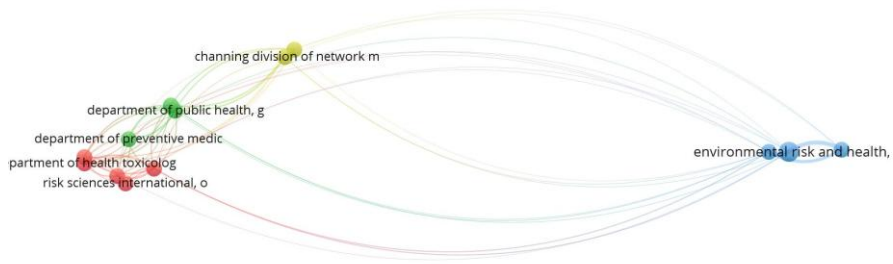 channing division of network m
department of public health, g
department of preventive medic
environmental risk and health,
partment of health toxicolog
risk sciences international, o